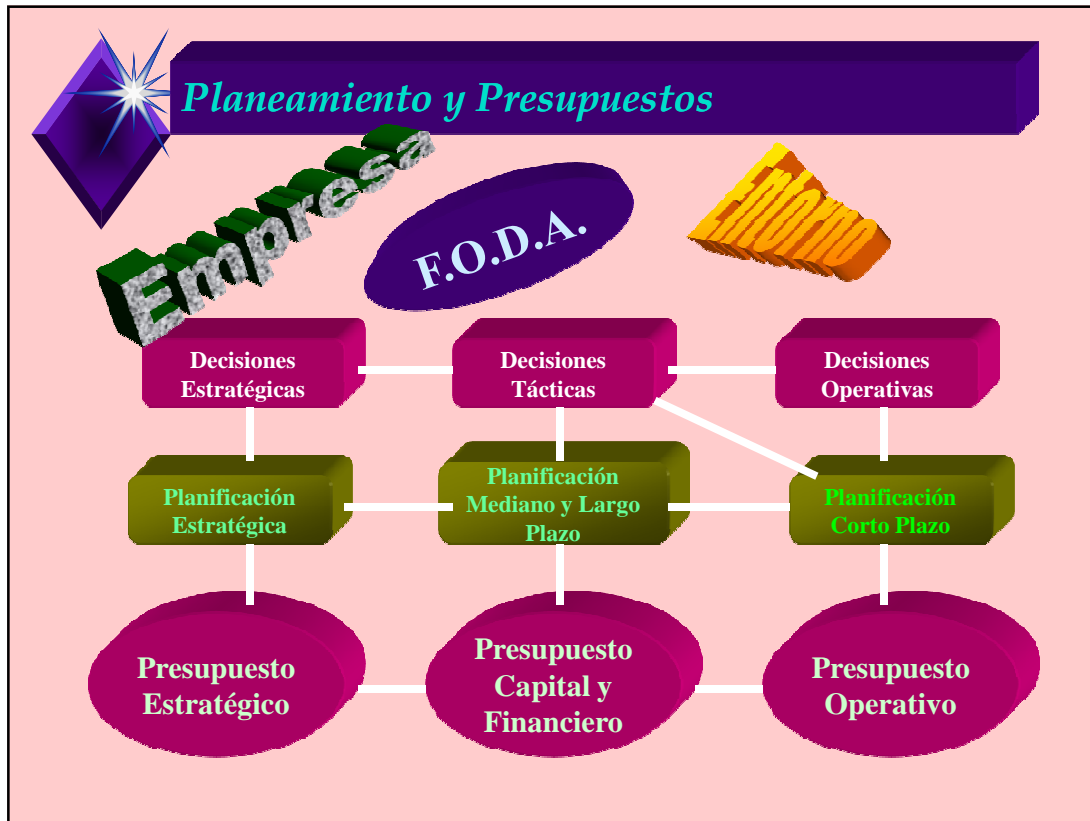 Planeamiento y Presupuestos
Empresa
F.O.D.A.
Entorno
Decisiones
Estratégicas
Decisiones
Tácticas
Decisiones
Operativas
Planificación
Estratégica
Planificación
Mediano y Largo
Plazo
Planificación
Corto Plazo
Presupuesto
Estratégico
Presupuesto
Capital y
Financiero
Presupuesto
Operativo